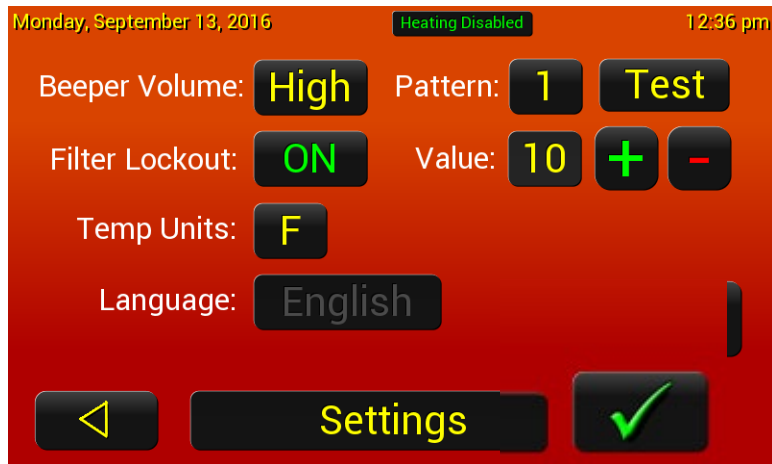 Monday, September 13, 2016 Heating Disabled 12:36 pm
Beeper Volume: High Pattern: 1 Test
Filter Lockout: ON Value: 10 + -
Temp Units: F
Language: English
Settings